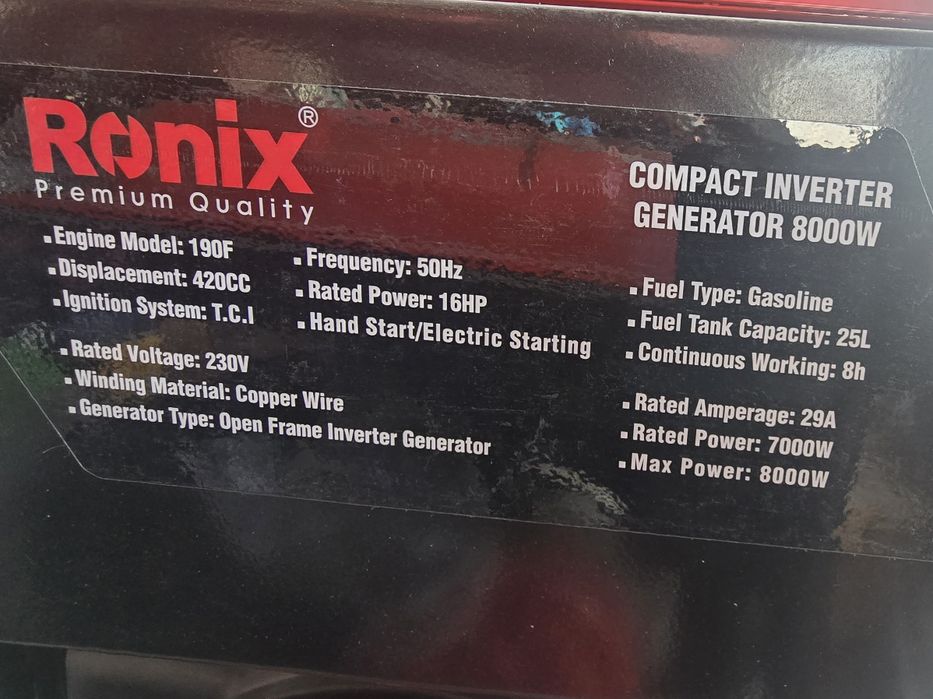 Ronix®
Premium Quality
COMPACT INVERTER
GENERATOR 8000W
▪Engine Model: 190F
▪Displacement: 420CC
▪Ignition System: T.C.I
▪Frequency: 50Hz
▪Rated Power: 16HP
▪Hand Start/Electric Starting
▪Fuel Type: Gasoline
▪Fuel Tank Capacity: 25L
▪Continuous Working: 8h
▪Rated Voltage: 230V
▪Winding Material: Copper Wire
▪Generator Type: Open Frame Inverter Generator
▪Rated Amperage: 29A
▪Rated Power: 7000W
▪Max Power: 8000W